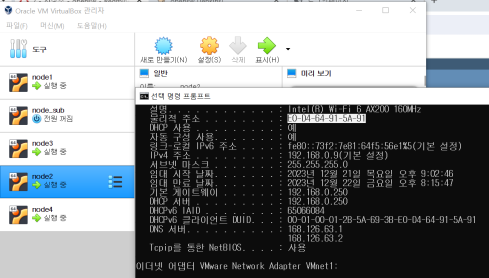 Oracle VM VirtualBox 관리자
파일(F) 머신(M) 도움말(H)
도구
새로 만들기(N) 설정(S) 삭제 표시(H)
일반
미리 보기
node1
실행 중
node_sub
전원 꺼짐
node3
실행 중
node2
실행 중
node4
실행 중
선택 명령 프롬프트
설명. . . . . . . . . . . . : Intel(R) Wi-Fi 6 AX200 160MHz
물리적 주소 . . . . . . . . : E0-D4-64-91-5A-91
DHCP 사용 . . . . . . . . . : 예
자동 구성 사용. . . . . . . : 예
링크-로컬 IPv6 주소 . . . . : fe80::73f2:7e81:64f5:56e1%5(기본 설정)
IPv4 주소 . . . . . . . . . : 192.168.0.9(기본 설정)
서브넷 마스크 . . . . . . . : 255.255.255.0
임대 시작 날짜. . . . . . . : 2023년 12월 21일 목요일 오후 9:02:46
임대 만료 날짜. . . . . . . : 2023년 12월 22일 금요일 오후 8:15:47
기본 게이트웨이 . . . . . . : 192.168.0.250
DHCP 서버 . . . . . . . . . : 192.168.0.250
DHCPv6 IAID . . . . . . . . : 65066084
DHCPv6 클라이언트 DUID. . . : 00-01-00-01-2B-5A-69-3B-E0-D4-64-91-5A-91
DNS 서버. . . . . . . . . . : 168.126.63.1
168.126.63.2
Tcpip를 통한 NetBIOS. . . . : 사용
이더넷 어댑터 VMware Network Adapter VMnet1: